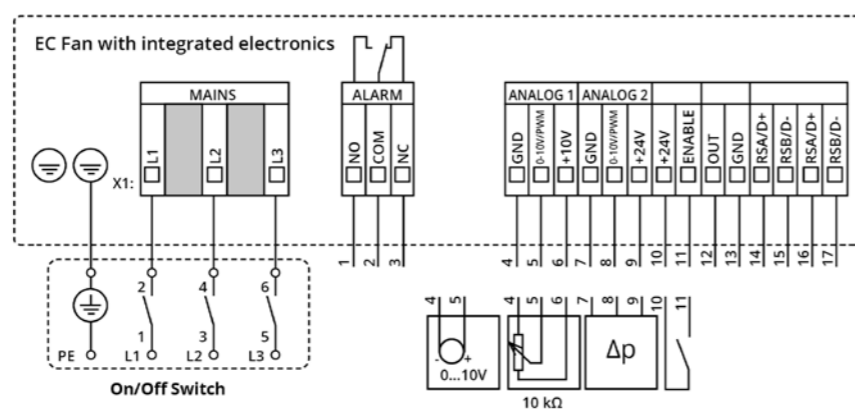 EC Fan with integrated electronics
MAINS
ALARM
ANALOG 1 ANALOG 2
X1:
L1
L2
L3
NO
COM
NC
GND
0-10V/PWM
+10V
GND
0-10V/PWM
+24V
+24V
ENABLE
OUT
GND
RSA/D+
RSB/D-
RSA/D+
RSB/D-
1 2 3
4 5 6 7 8 9 10 11 12 13 14 15 16 17
2 4 6
1 3 5
PE L1 L2 L3
On/Off Switch
4 5
- +
0...10V
4 5 6
10 kΩ
7 8 9
Δp
10 11